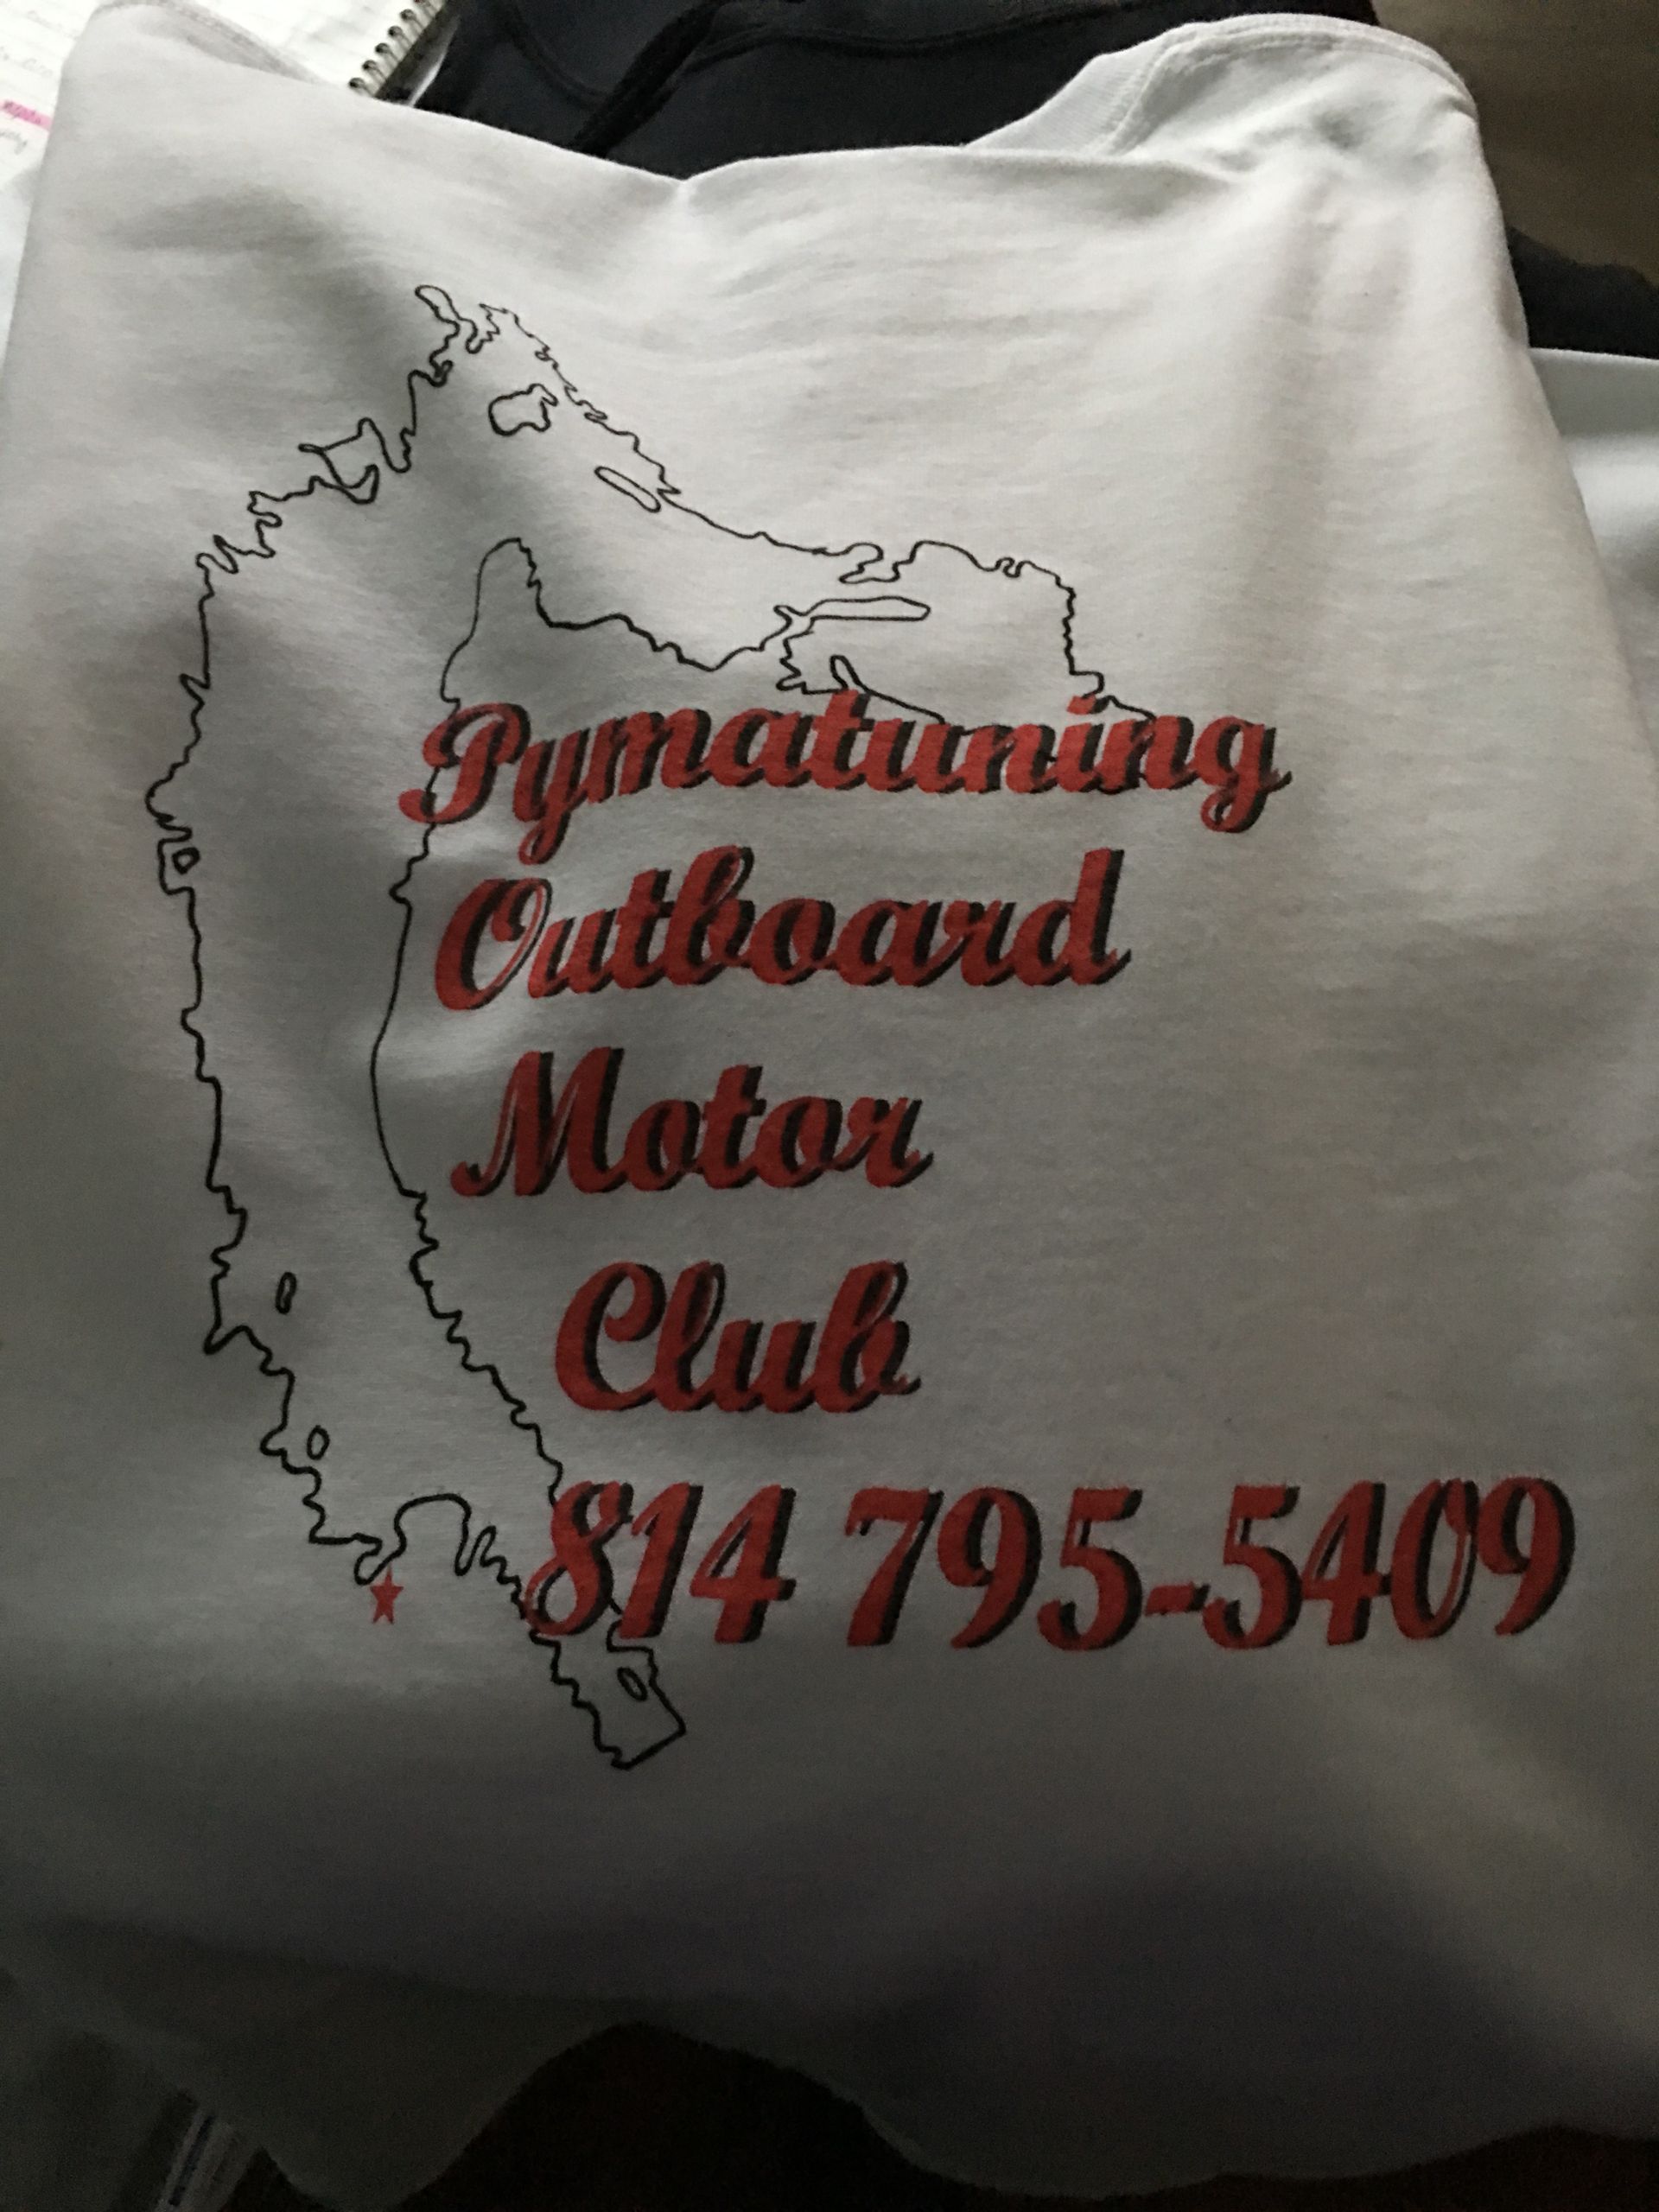 Pymatuning
Outboard
Motor
Club
814 795-5409